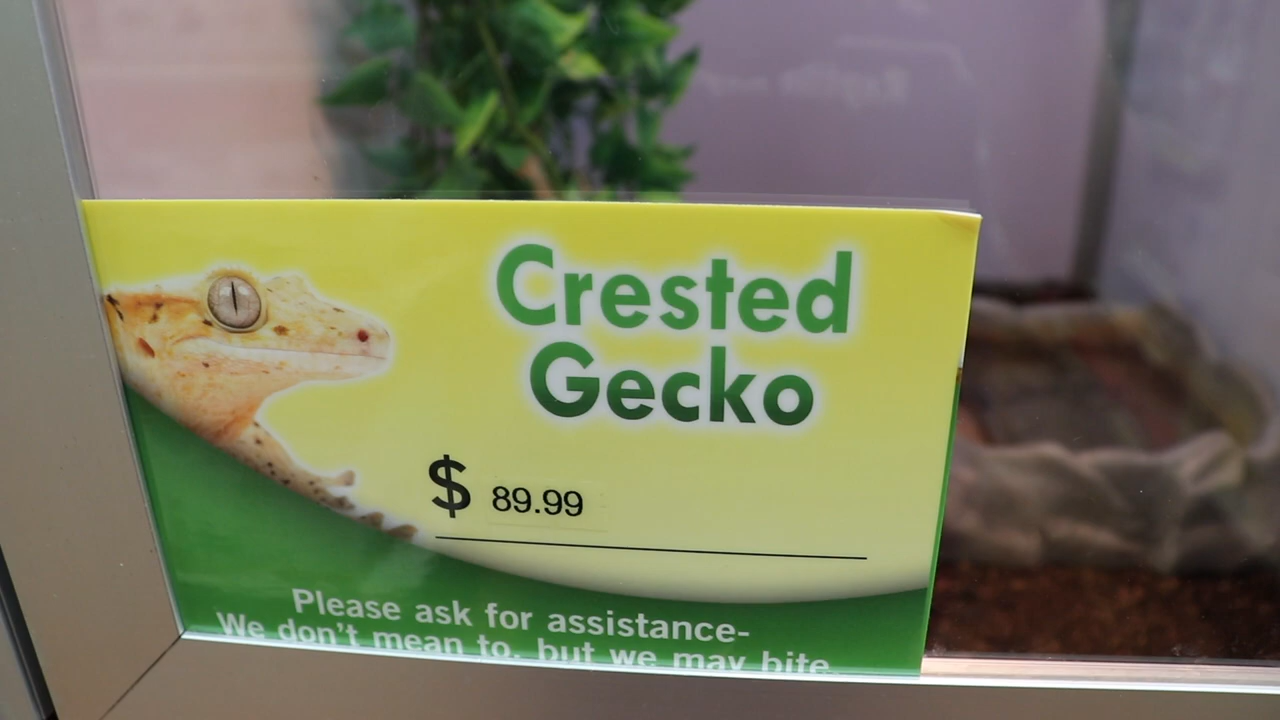 Crested
Gecko
$ 89.99
Please ask for assistance-
We don't mean to, but we may bite